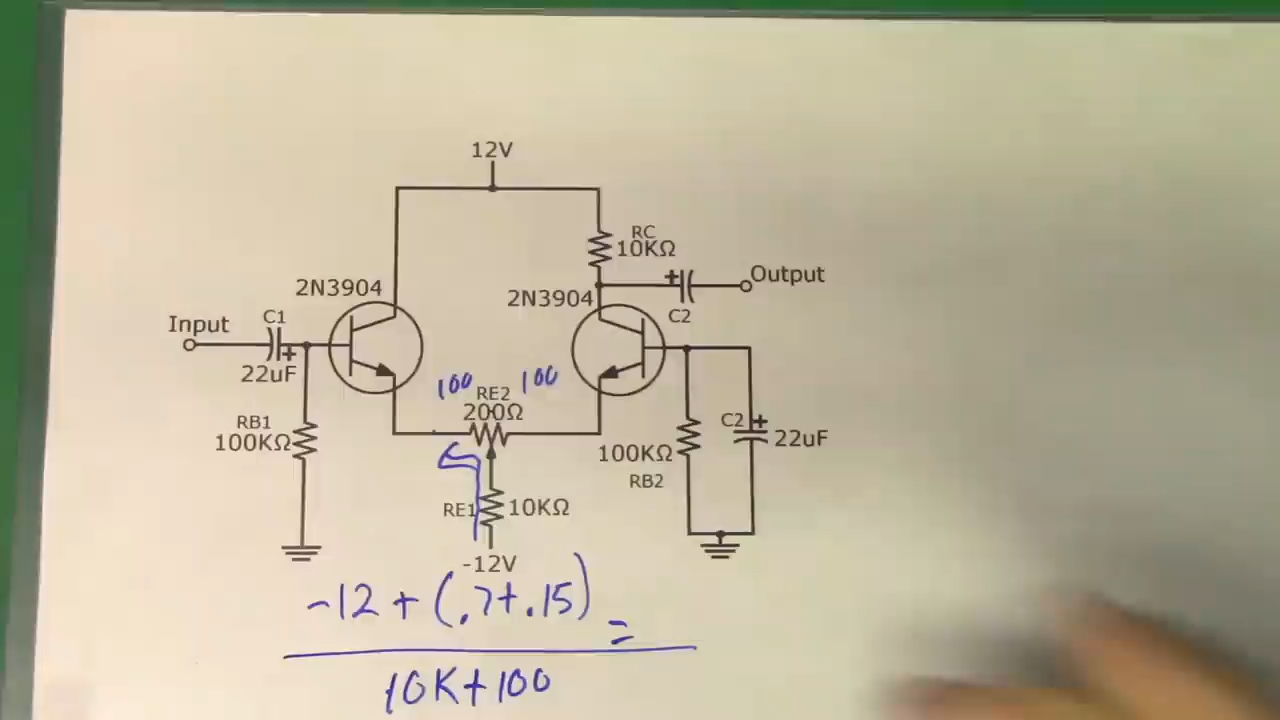 12V
RC
10KΩ
Output
2N3904
2N3904
C2
Input
C1
22uF
100 100
RE2
200Ω
RB1
100KΩ
C2
22uF
100KΩ
RB2
RE1
10KΩ
-12V
-12 + (.7+.15) =
10K+100